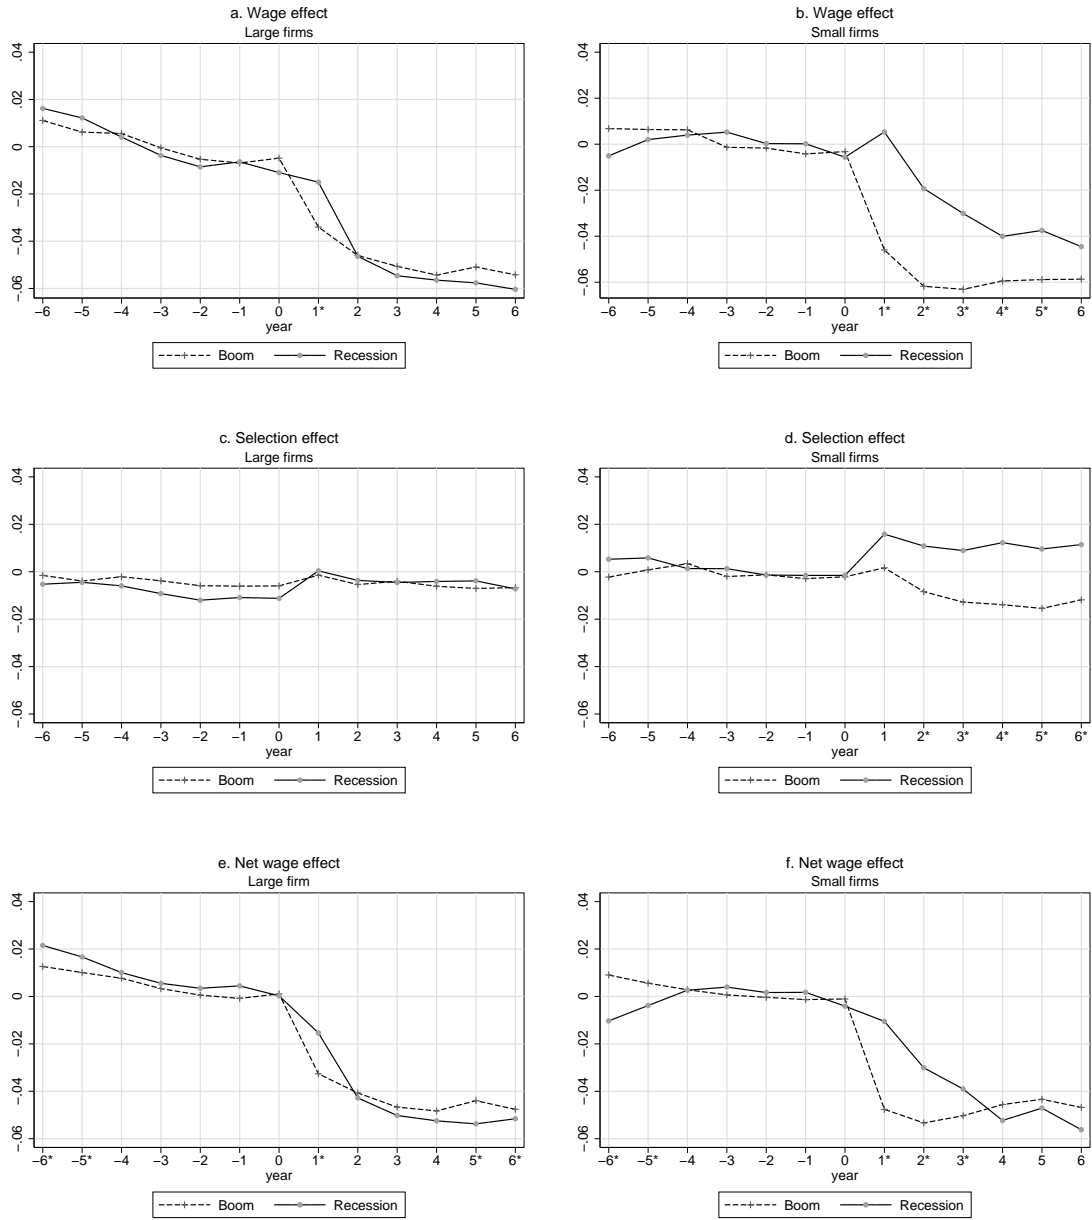 a. Wage effect
Large firms
.04
.02
0
−.02
−.04
−.06
−6 −5 −4 −3 −2 −1 0 1* 2 3 4 5 6
year
Boom Recession
b. Wage effect
Small firms
.04
.02
0
−.02
−.04
−.06
−6 −5 −4 −3 −2 −1 0 1* 2* 3* 4* 5* 6
year
Boom Recession
c. Selection effect
Large firms
.04
.02
0
−.02
−.04
−.06
−6 −5 −4 −3 −2 −1 0 1 2 3 4 5 6
year
Boom Recession
d. Selection effect
Small firms
.04
.02
0
−.02
−.04
−.06
−6 −5 −4 −3 −2 −1 0 1 2* 3* 4* 5* 6*
year
Boom Recession
e. Net wage effect
Large firm
.04
.02
0
−.02
−.04
−.06
−6* −5* −4 −3 −2 −1 0 1* 2 3 4 5* 6*
year
Boom Recession
f. Net wage effect
Small firms
.04
.02
0
−.02
−.04
−.06
−6* −5* −4 −3 −2 −1 0 1* 2* 3* 4 5 6
year
Boom Recession